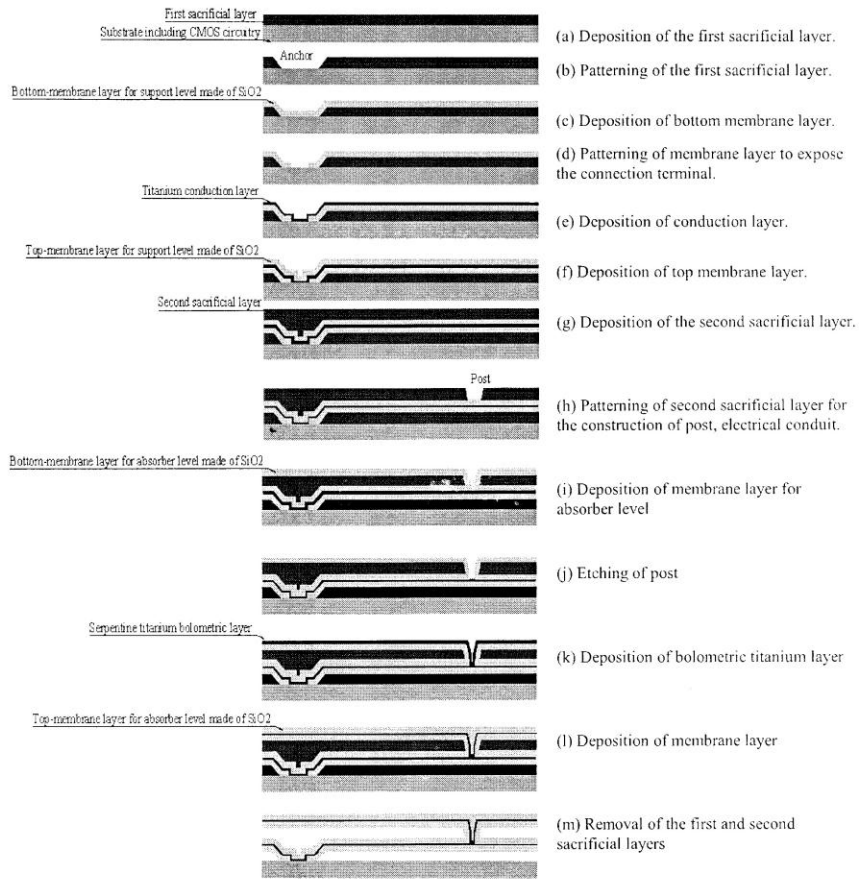 First sacrificial layer
Substrate including CMOS circuitry
(a) Deposition of the first sacrificial layer.
Anchor
(b) Patterning of the first sacrificial layer.
Bottom-membrane layer for support level made of SiO2
(c) Deposition of bottom membrane layer.
(d) Patterning of membrane layer to expose
the connection terminal.
Titanium conduction layer
(e) Deposition of conduction layer.
Top-membrane layer for support level made of SiO2
(f) Deposition of top membrane layer.
Second sacrificial layer
(g) Deposition of the second sacrificial layer.
Post
(h) Patterning of second sacrificial layer for
the construction of post, electrical conduit.
Bottom-membrane layer for absorber level made of SiO2
(i) Deposition of membrane layer for
absorber level
(j) Etching of post
Serpentine titanium bolometric layer
(k) Deposition of bolometric titanium layer
Top-membrane layer for absorber level made of SiO2
(l) Deposition of membrane layer
(m) Removal of the first and second
sacrificial layers